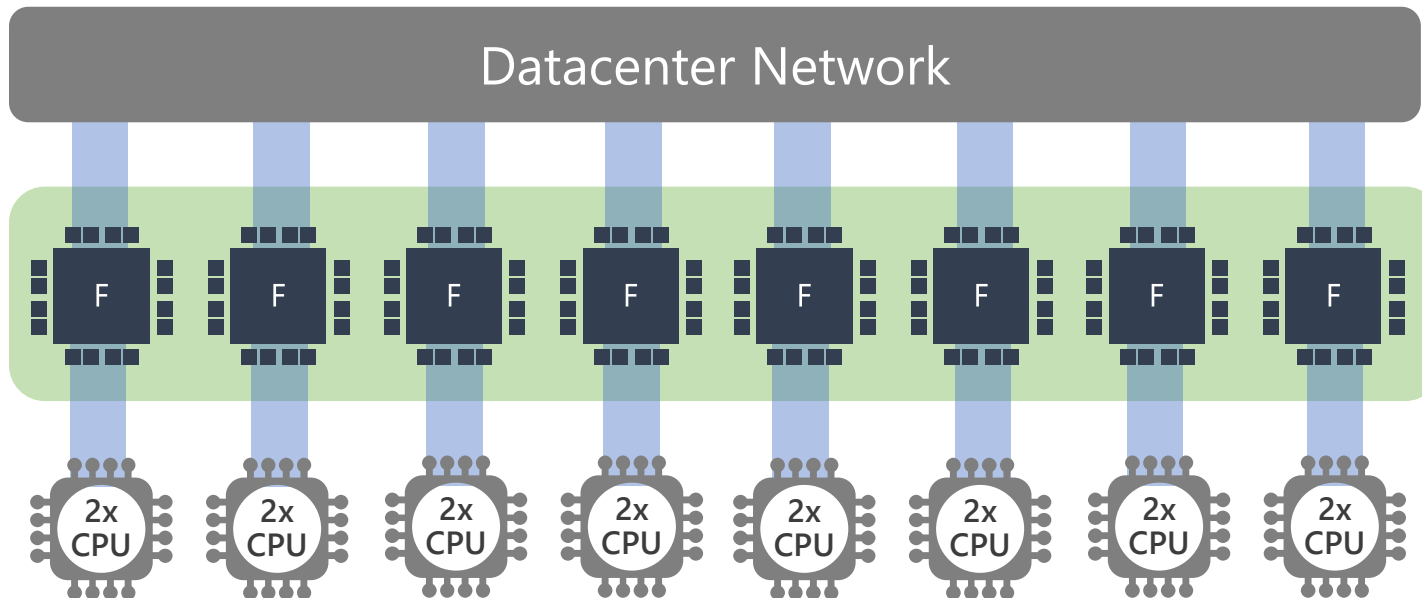 Datacenter Network
F F F F F F F F
2x 2x 2x 2x 2x 2x 2x 2x
CPU CPU CPU CPU CPU CPU CPU CPU